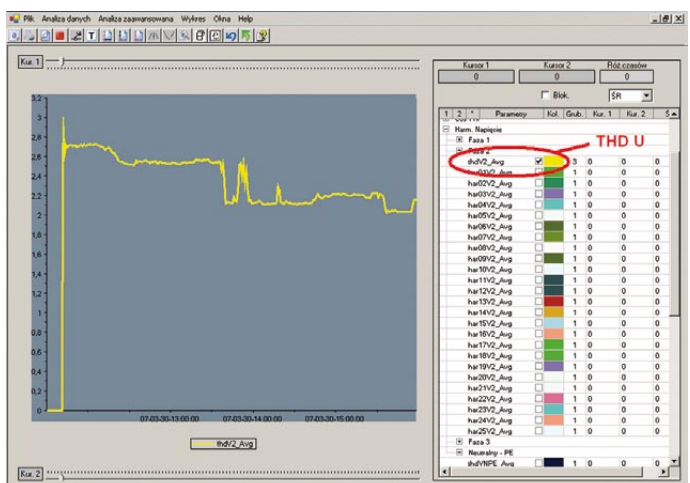 Plik Analiza danych Analiza zaawansowana Wykres Okna Help
Kur. 1
3,2
3
2,8
2,6
2,4
2,2
2
1,8
1,6
1,4
1,2
1
0,8
0,6
0,4
0,2
0
07-03-30-13:00:00 07-03-30-14:00:00 07-03-30-15:00:00
thdV2_Avg
Kur. 2
Kursor 1 Kursor 2 Róż.czasów
0 0 0
Blok. ŚR
1 2 * Parametry Kol. Grub. Kur. 1 Kur. 2
Harm. Napięcie
Faza 1
THD U
Faza 2
thdV2_Avg 3 0 0 0
har01V2_Avg 1 0 0 0
har02V2_Avg 1 0 0 0
har03V2_Avg 1 0 0 0
har04V2_Avg 1 0 0 0
har05V2_Avg 1 0 0 0
har06V2_Avg 1 0 0 0
har07V2_Avg 1 0 0 0
har08V2_Avg 1 0 0 0
har09V2_Avg 1 0 0 0
har10V2_Avg 1 0 0 0
har11V2_Avg 1 0 0 0
har12V2_Avg 1 0 0 0
har13V2_Avg 1 0 0 0
har14V2_Avg 1 0 0 0
har15V2_Avg 1 0 0 0
har16V2_Avg 1 0 0 0
har17V2_Avg 1 0 0 0
har18V2_Avg 1 0 0 0
har19V2_Avg 1 0 0 0
har20V2_Avg 1 0 0 0
har21V2_Avg 1 0 0 0
har22V2_Avg 1 0 0 0
har23V2_Avg 1 0 0 0
har24V2_Avg 1 0 0 0
har25V2_Avg 1 0 0 0
Faza 3
Neutralny - PE
thdVNPE_Avg 1 0 0 0